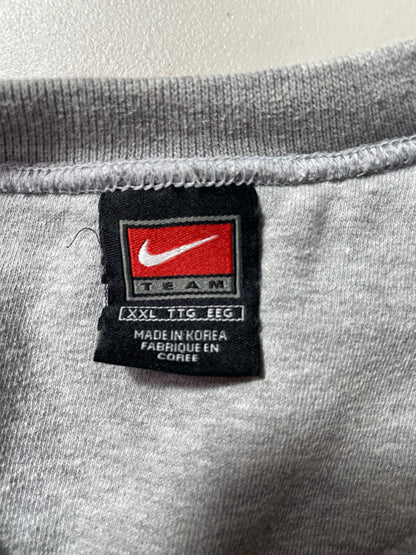 TEAM
XXL TTG EEG
MADE IN KOREA
FABRIQUE EN
COREE